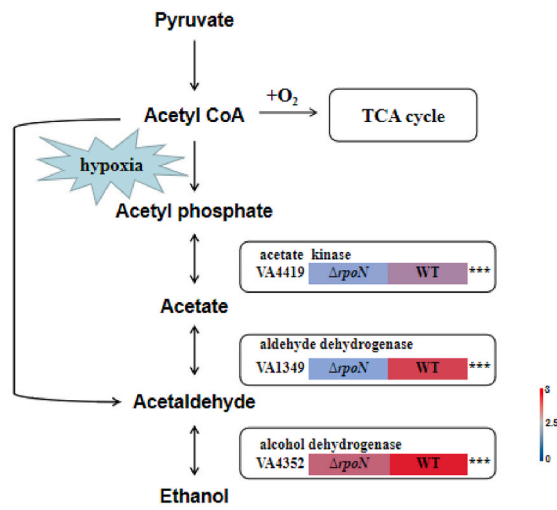 Pyruvate
+O2
Acetyl CoA
TCA cycle
hypoxia
Acetyl phosphate
acetate kinase
VA4419 ΔrpoN WT ***
Acetate
aldehyde dehydrogenase
VA1349 ΔrpoN WT ***
Acetaldehyde
alcohol dehydrogenase
VA4352 ΔrpoN WT ***
Ethanol
2.5
0